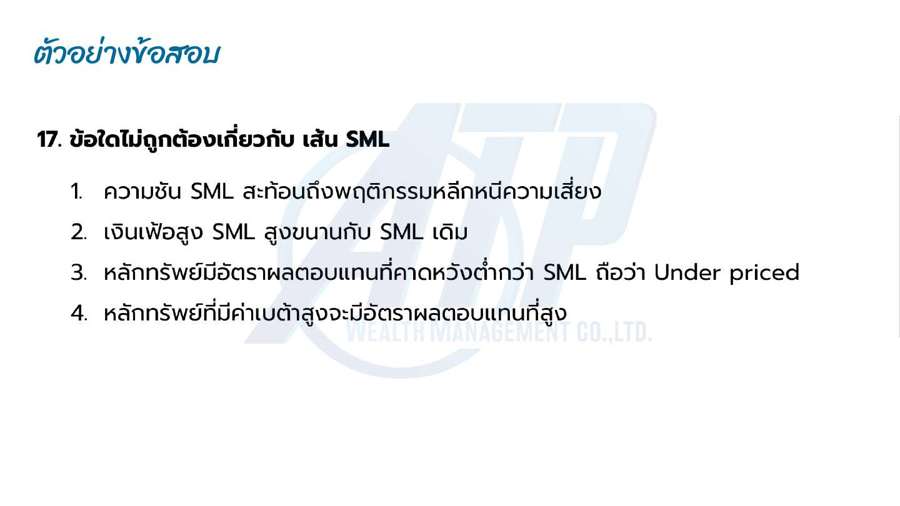 ตัวอย่างข้อสอบ
17. ข้อใดไม่ถูกต้องเกี่ยวกับ เส้น SML
1. ความชัน SML สะท้อนถึงพฤติกรรมหลีกหนีความเสี่ยง
2. เงินเฟ้อสูง SML สูงขนานกับ SML เดิม
3. หลักทรัพย์มีอัตราผลตอบแทนที่คาดหวังต่ำกว่า SML ถือว่า Under priced
4. หลักทรัพย์ที่มีค่าเบต้าสูงจะมีอัตราผลตอบแทนที่สูง
ATP
WEALTH MANAGEMENT CO.,LTD.